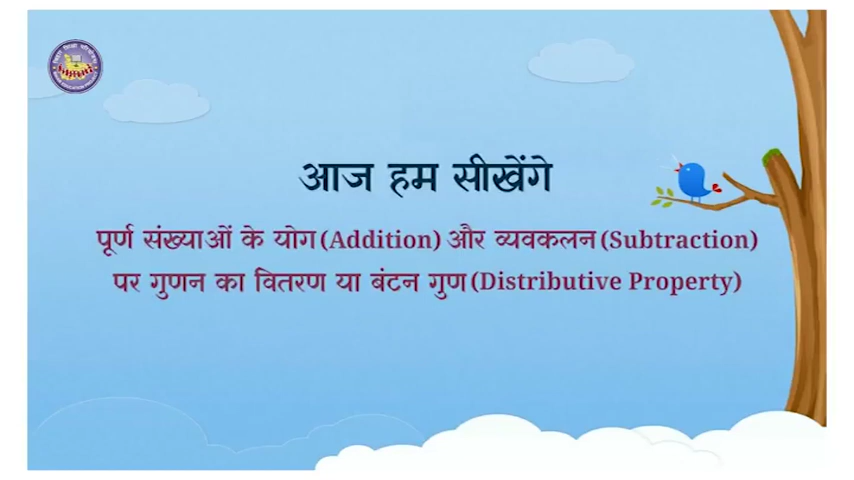 आज हम सीखेंगे
पूर्ण संख्याओं के योग(Addition) और व्यवकलन(Subtraction)
पर गुणन का वितरण या बंटन गुण(Distributive Property)